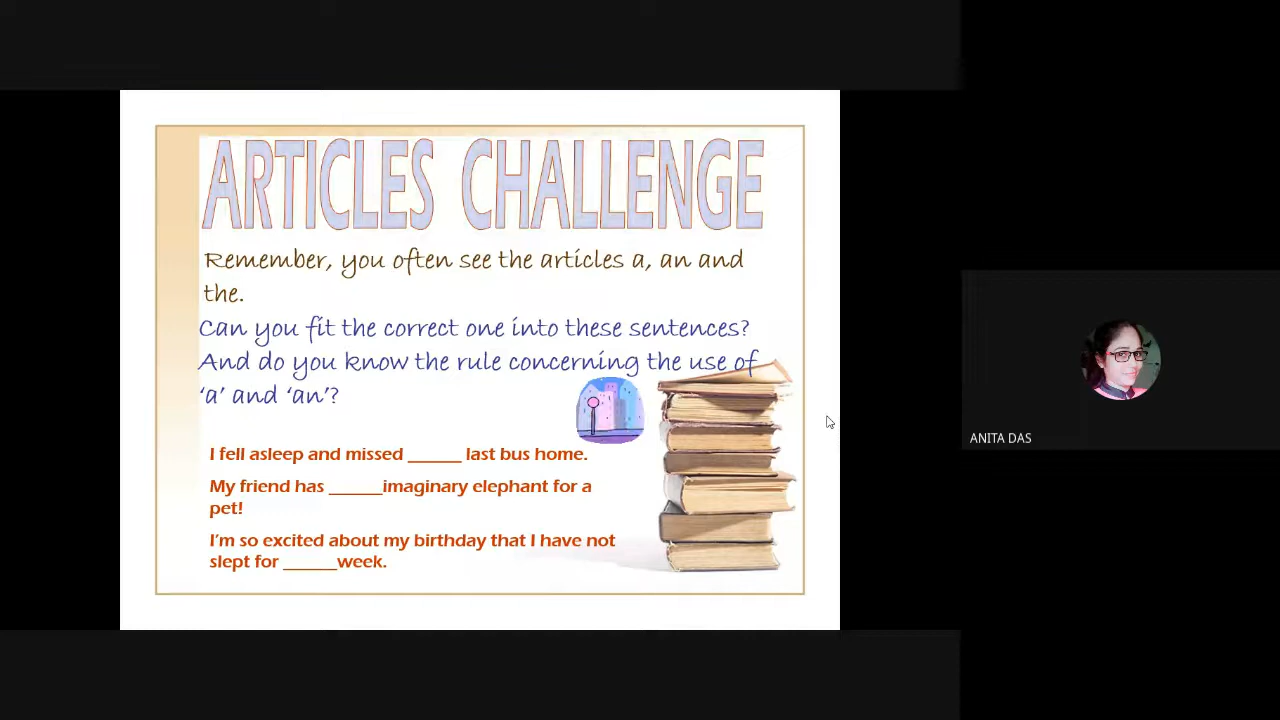 ARTICLES CHALLENGE
Remember, you often see the articles a, an and
the.
Can you fit the correct one into these sentences?
And do you know the rule concerning the use of
‘a’ and ‘an’?
I fell asleep and missed ______ last bus home.
My friend has ______imaginary elephant for a
pet!
I’m so excited about my birthday that I have not
slept for ______week.
ANITA DAS